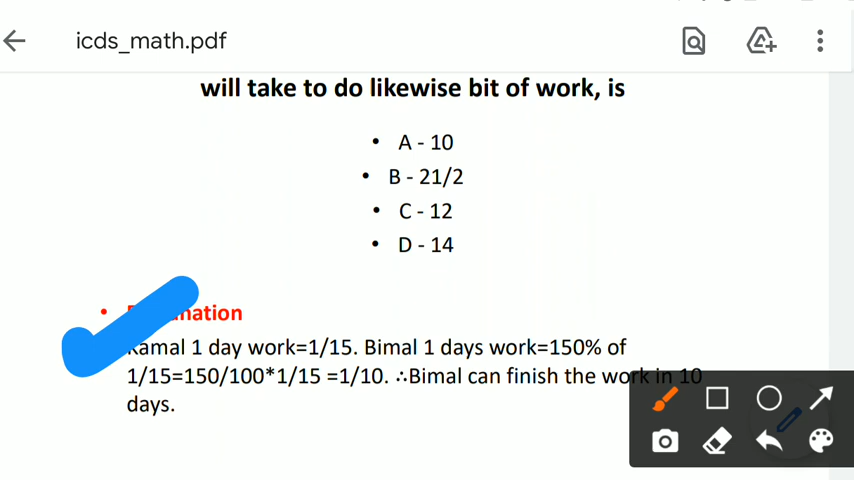 icds_math.pdf
will take to do likewise bit of work, is
• A - 10
• B - 21/2
• C - 12
• D - 14
• nation
Kamal 1 day work=1/15. Bimal 1 days work=150% of
1/15=150/100*1/15 =1/10. ∴Bimal can finish the work in 10
days.